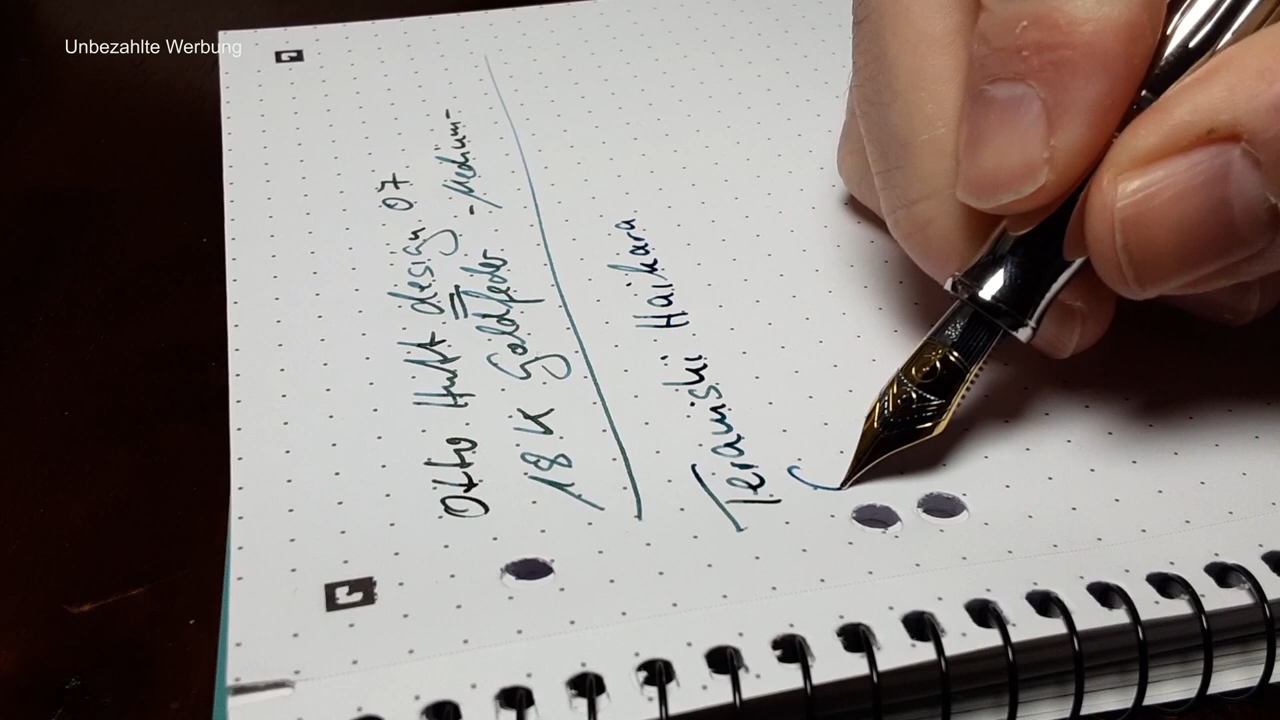 Unbezahlte Werbung
Otto Hutt design 07
18 K Goldfeder - Medium -
Teranishi Haikara